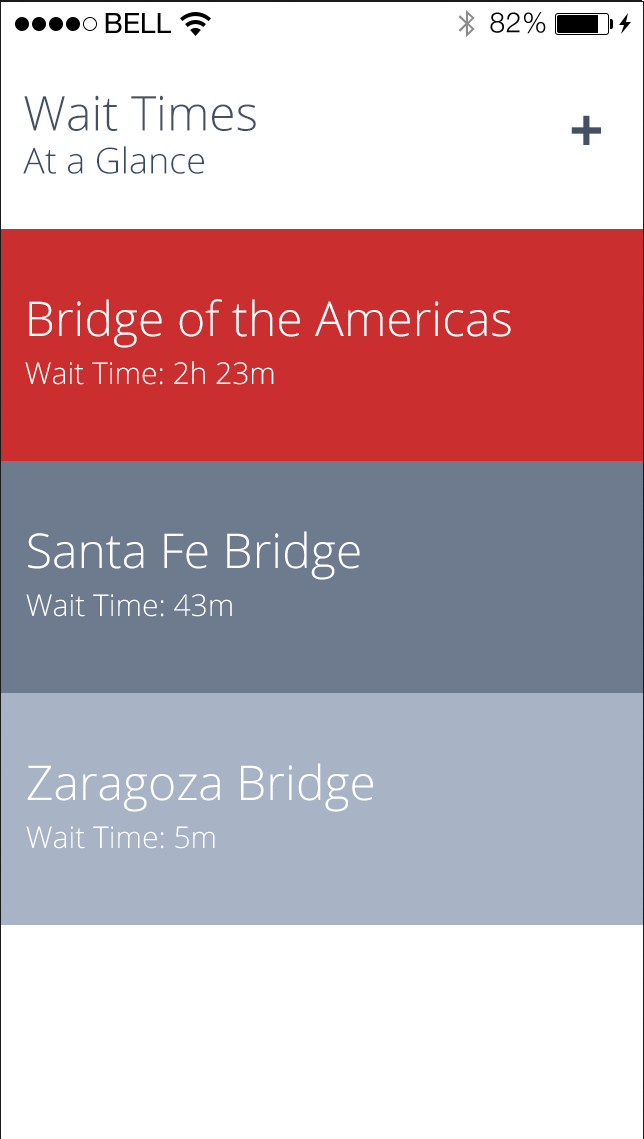 BELL 82%
Wait Times
At a Glance
+
Bridge of the Americas
Wait Time: 2h 23m
Santa Fe Bridge
Wait Time: 43m
Zaragoza Bridge
Wait Time: 5m